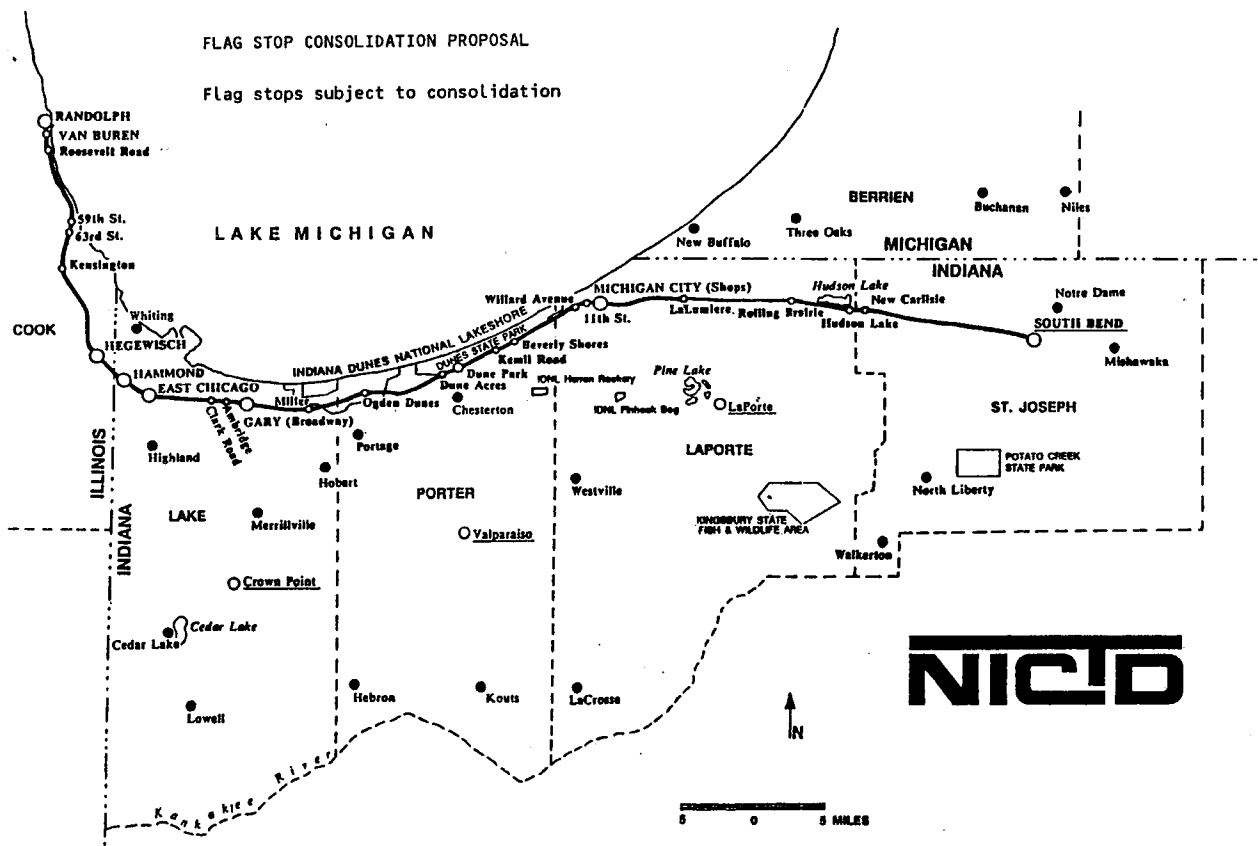 FLAG STOP CONSOLIDATION PROPOSAL
Flag stops subject to consolidation
RANDOLPH
VAN BUREN
Roosevelt Road
59th St.
63rd St.
Kensington
LAKE MICHIGAN
BERRIEN
Buchanan
Niles
New Buffalo
Three Oaks
MICHIGAN
INDIANA
COOK
Whiting
HEGEWISCH
HAMMOND
EAST CHICAGO
Clark Road
Ambridge
GARY (Broadway)
Miller
INDIANA DUNES NATIONAL LAKESHORE
DUNES STATE PARK
Ogden Dunes
Dune Acres
Dune Park
Kemil Road
Beverly Shores
Willard Avenue
11th St.
MICHIGAN CITY (Shops)
LaLumiere
Rolling Prairie
Hudson Lake
Hudson Lake
New Carlisle
Notre Dame
SOUTH BEND
Mishawaka
Chesterton
IDNL Heron Rookery
IDNL Pinhook Bog
Pine Lake
LaPorte
ST. JOSEPH
POTATO CREEK
STATE PARK
North Liberty
Walkerton
LAPORTE
KINGSBURY STATE
FISH & WILDLIFE AREA
Westville
Portage
Hobart
PORTER
Valparaiso
Highland
ILLINOIS
INDIANA
LAKE
Merrillville
Crown Point
Cedar Lake
Cedar Lake
Lowell
Hebron
Kouts
LaCrosse
Kankakee River
N
5 0 5 MILES
NICTD